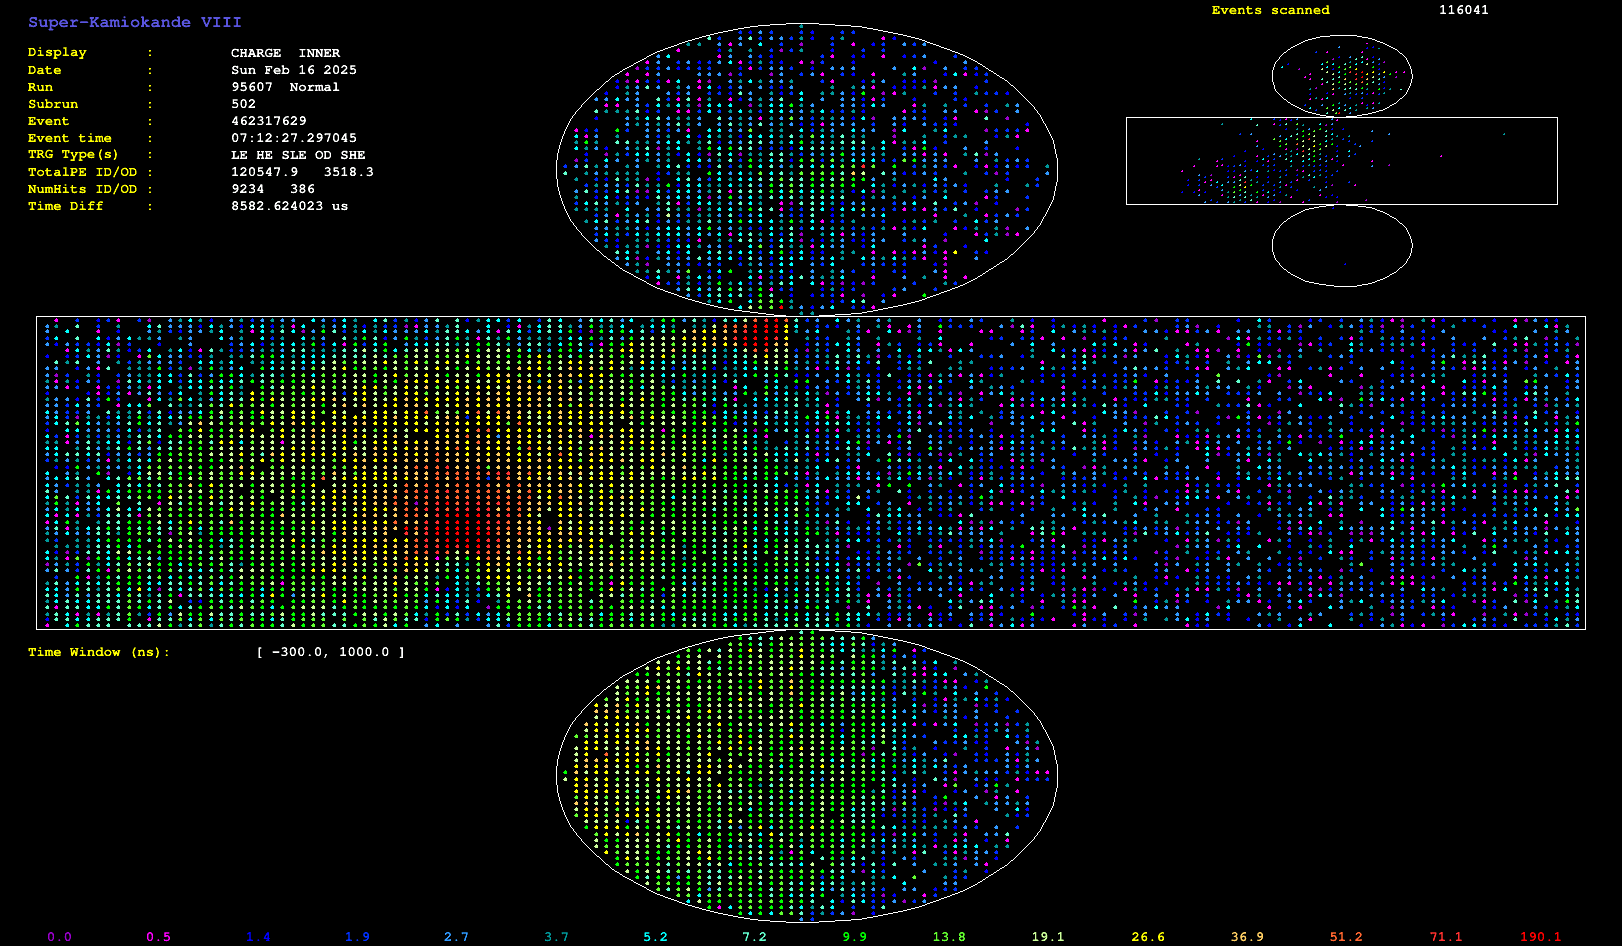 Super-Kamiokande VIII
Events scanned 116041
Display : CHARGE INNER
Date : Sun Feb 16 2025
Run : 95607 Normal
Subrun : 502
Event : 462317629
Event time : 07:12:27.297045
TRG Type(s) : LE HE SLE OD SHE
TotalPE ID/OD : 120547.9 3518.3
NumHits ID/OD : 9234 386
Time Diff : 8582.624023 us
Time Window (ns): [ -300.0, 1000.0 ]
0.0 0.5 1.4 1.9 2.7 3.7 5.2 7.2 9.9 13.8 19.1 26.6 36.9 51.2 71.1 190.1